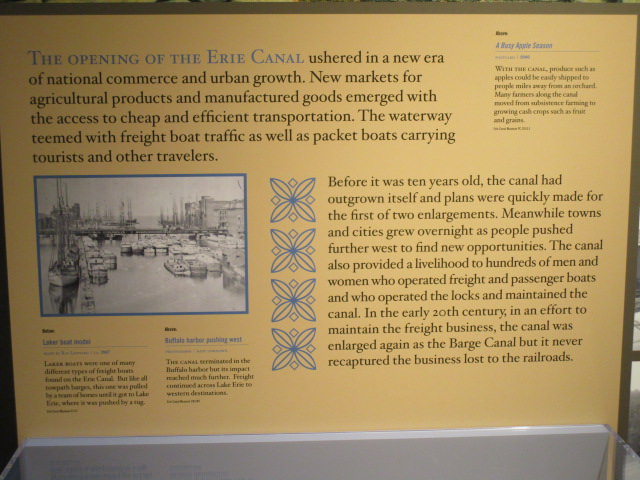 THE OPENING OF THE ERIE CANAL ushered in a new era
of national commerce and urban growth. New markets for
agricultural products and manufactured goods emerged with
the access to cheap and efficient transportation. The waterway
teemed with freight boat traffic as well as packet boats carrying
tourists and other travelers.
Above:
A Busy Apple Season
WITH THE CANAL, produce such as
apples could be easily shipped to
people miles away from an orchard.
Many farmers along the canal
moved from subsistence farming to
growing cash crops such as fruit
and grains.
Before it was ten years old, the canal had
outgrown itself and plans were quickly made for
the first of two enlargements. Meanwhile towns
and cities grew overnight as people pushed
further west to find new opportunities. The canal
also provided a livelihood to hundreds of men and
women who operated freight and passenger boats
and who operated the locks and maintained the
canal. In the early 20th century, in an effort to
maintain the freight business, the canal was
enlarged again as the Barge Canal but it never
recaptured the business lost to the railroads.
Below:
Laker boat model
LAKER BOATS were one of many
different types of freight boats
found on the Erie Canal. But like all
towpath barges, this one was pulled
by a team of horses until it got to Lake
Erie, where it was pushed by a tug.
Above:
Buffalo harbor pushing west
THE CANAL terminated in the
Buffalo harbor but its impact
reached much further. Freight
continued across Lake Erie to
western destinations.